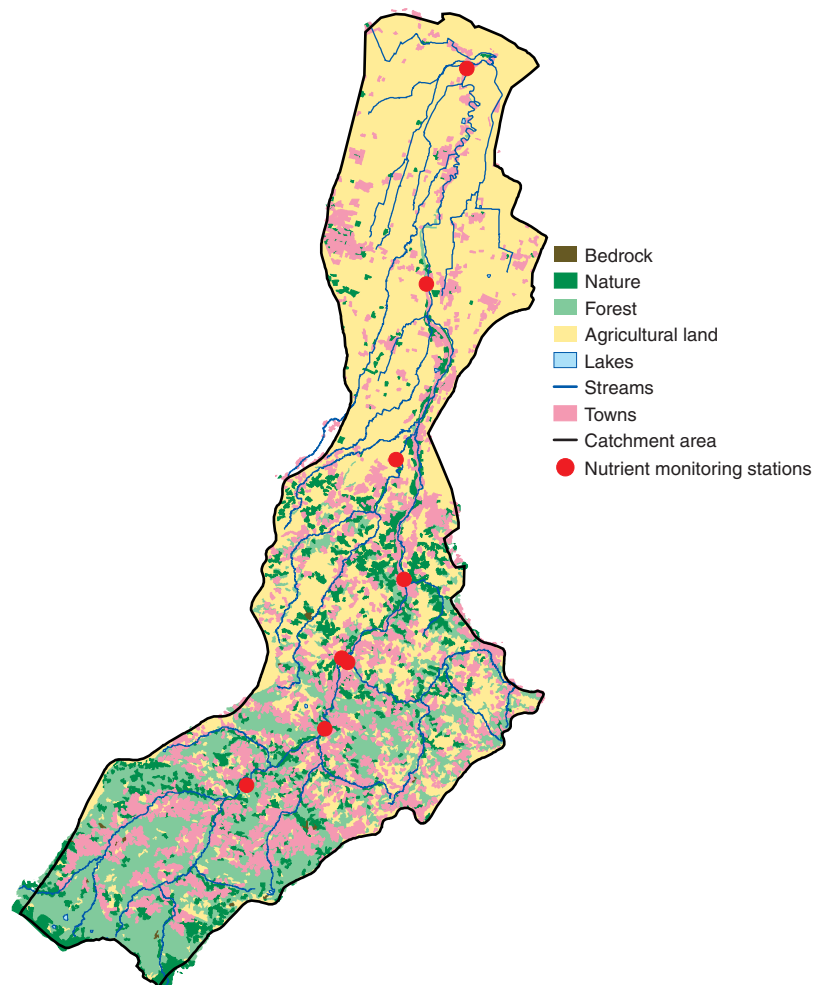 Bedrock
Nature
Forest
Agricultural land
Lakes
Streams
Towns
Catchment area
Nutrient monitoring stations